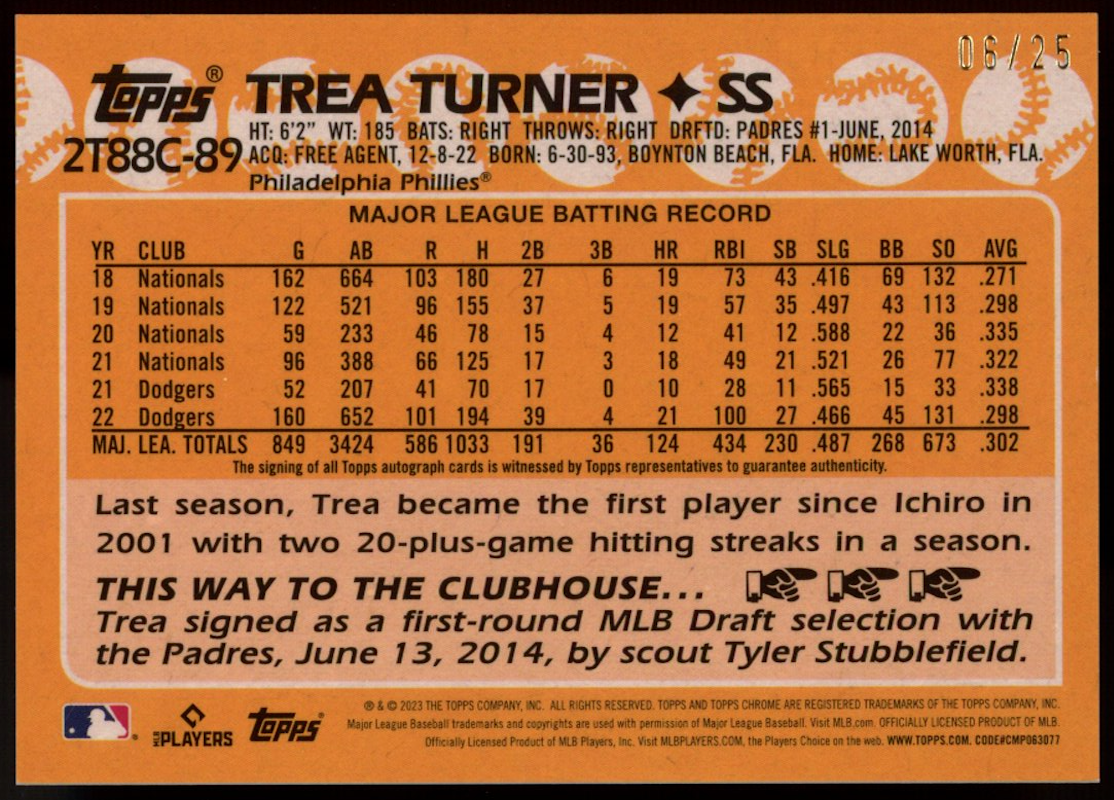 06/25
Topps® TREA TURNER ✦ SS
HT: 6'2" WT: 185 BATS: RIGHT THROWS: RIGHT DRFTD: PADRES #1-JUNE, 2014
2T88C-89 ACQ: FREE AGENT, 12-8-22 BORN: 6-30-93, BOYNTON BEACH, FLA. HOME: LAKE WORTH, FLA.
Philadelphia Phillies®
MAJOR LEAGUE BATTING RECORD
YR CLUB G AB R H 2B 3B HR RBI SB SLG BB SO AVG
18 Nationals 162 664 103 180 27 6 19 73 43 .416 69 132 .271
19 Nationals 122 521 96 155 37 5 19 57 35 .497 43 113 .298
20 Nationals 59 233 46 78 15 4 12 41 12 .588 22 36 .335
21 Nationals 96 388 66 125 17 3 18 49 21 .521 26 77 .322
21 Dodgers 52 207 41 70 17 0 10 28 11 .565 15 33 .338
22 Dodgers 160 652 101 194 39 4 21 100 27 .466 45 131 .298
MAJ. LEA. TOTALS 849 3424 586 1033 191 36 124 434 230 .487 268 673 .302
The signing of all Topps autograph cards is witnessed by Topps representatives to guarantee authenticity.
Last season, Trea became the first player since Ichiro in
2001 with two 20-plus-game hitting streaks in a season.
THIS WAY TO THE CLUBHOUSE...
Trea signed as a first-round MLB Draft selection with
the Padres, June 13, 2014, by scout Tyler Stubblefield.
MLB PLAYERS Topps®
® & © 2023 THE TOPPS COMPANY, INC. ALL RIGHTS RESERVED. TOPPS AND TOPPS CHROME ARE REGISTERED TRADEMARKS OF THE TOPPS COMPANY, INC.
Major League Baseball trademarks and copyrights are used with permission of Major League Baseball. Visit MLB.com. OFFICIALLY LICENSED PRODUCT OF MLB.
Officially Licensed Product of MLB Players, Inc. Visit MLBPLAYERS.COM, the Players Choice on the web. WWW.TOPPS.COM. CODE#CMP063077